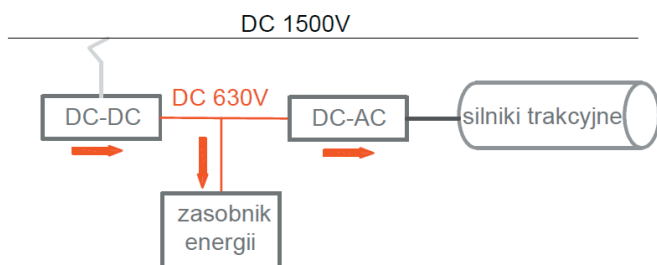 DC 1500V
DC-DC
DC 630V
DC-AC
silniki trakcyjne
zasobnik
energii